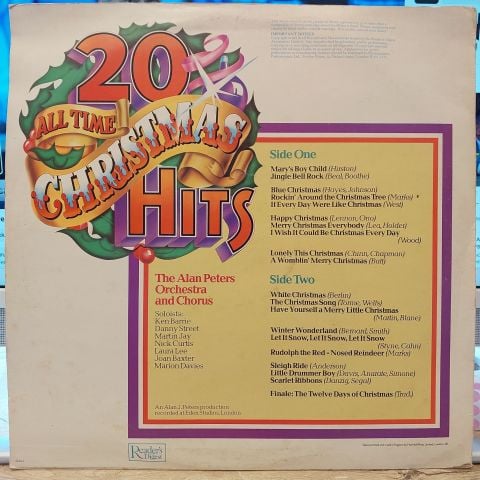 20
ALL TIME
CHRISTMAS
HITS
IMPORTANT NOTICE
Side One
Mary's Boy Child (Hairston)
Jingle Bell Rock (Beal, Boothe)
Blue Christmas (Hayes, Johnson)
Rockin' Around the Christmas Tree (Marks) *
If Every Day Were Like Christmas (West)
Happy Christmas (Lennon, Ono)
Merry Christmas Everybody (Lea, Holder)
I Wish It Could Be Christmas Every Day
(Wood)
Lonely This Christmas (Chinn, Chapman)
A Womblin' Merry Christmas (Batt)
Side Two
White Christmas (Berlin)
The Christmas Song (Torme, Wells)
Have Yourself a Merry Little Christmas
(Martin, Blane)
Winter Wonderland (Bernard, Smith)
Let It Snow, Let It Snow, Let It Snow
(Styne, Cahn)
Rudolph the Red - Nosed Reindeer (Marks)
Sleigh Ride (Anderson)
Little Drummer Boy (Davis, Onorate, Simone)
Scarlet Ribbons (Danzig, Segal)
Finale: The Twelve Days of Christmas (Trad.)
The Alan Peters
Orchestra
and Chorus
Soloists:
Ken Barrie
Danny Street
Martin Jay
Nick Curtis
Laura Lee
Joan Baxter
Marion Davies
An Alan J. Peters production
recorded at Eden Studios, London
Reader's
Digest